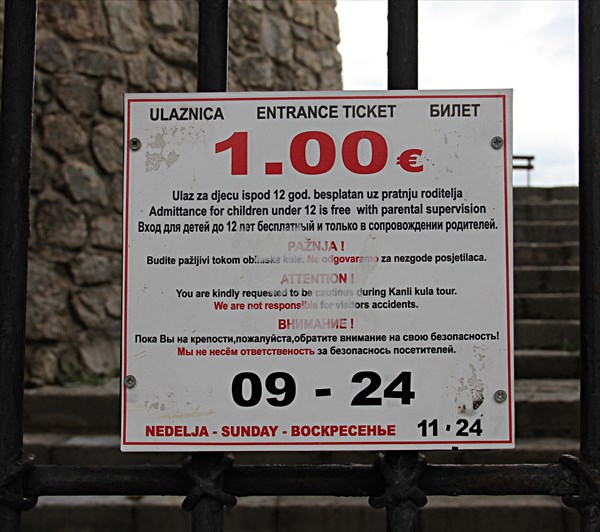 ULAZNICA ENTRANCE TICKET БИЛЕТ
1.00 €
Ulaz za djecu ispod 12 god. besplatan uz pratnju roditelja
Admittance for children under 12 is free with parental supervision
Вход для детей до 12 лет бесплатный и только в сопровождении родителей.
PAŽNJA !
Budite pažljivi tokom obilaska kule. Ne odgovaramo za nezgode posjetilaca.
ATTENTION !
You are kindly requested to be cautious during Kanli kula tour.
We are not responsible for visitors accidents.
ВНИМАНИЕ !
Пока Вы на крепости,пожалуйста,обратите внимание на свою безопасность!
Мы не несём ответственость за безопаснось посетителей.
09 - 24
NEDELJA - SUNDAY - ВОСКРЕСЕНЬЕ 11 - 24